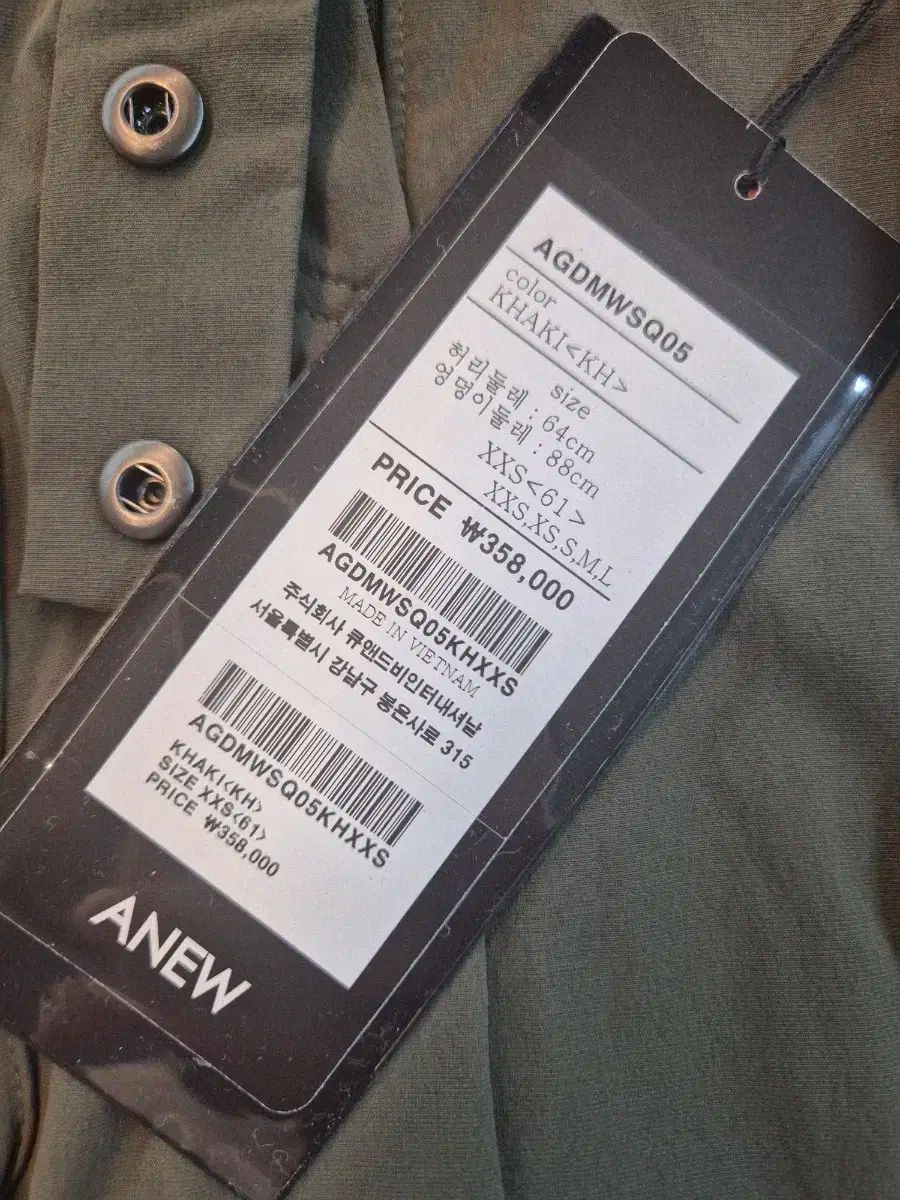 AGDMWSQ05
color
KHAKI<KH>
size
허리둘레 : 64cm
엉덩이둘레 : 88cm
XXS<61>
XXS,XS,S,M,L
PRICE ₩358,000
AGDMWSQ05KHXXS
MADE IN VIETNAM
주식회사 큐앤드비인터내셔날
서울특별시 강남구 봉은사로 315
AGDMWSQ05KHXXS
KHAKI<KH>
SIZE XXS<61>
PRICE ₩358,000
ANEW